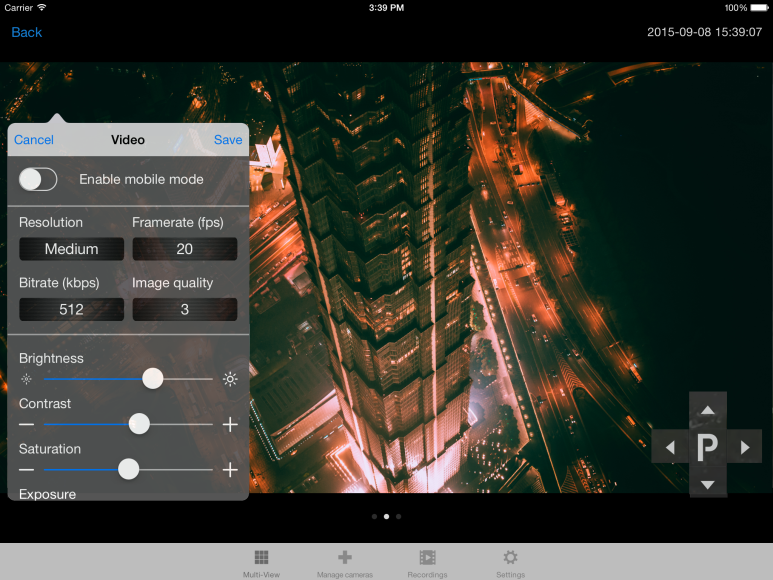 Carrier 3:39 PM 100%
Back 2015-09-08 15:39:07
Cancel Video Save
Enable mobile mode
Resolution Framerate (fps)
Medium 20
Bitrate (kbps) Image quality
512 3
Brightness
Contrast
Saturation
Exposure
P
Multi-View Manage cameras Recordings Settings